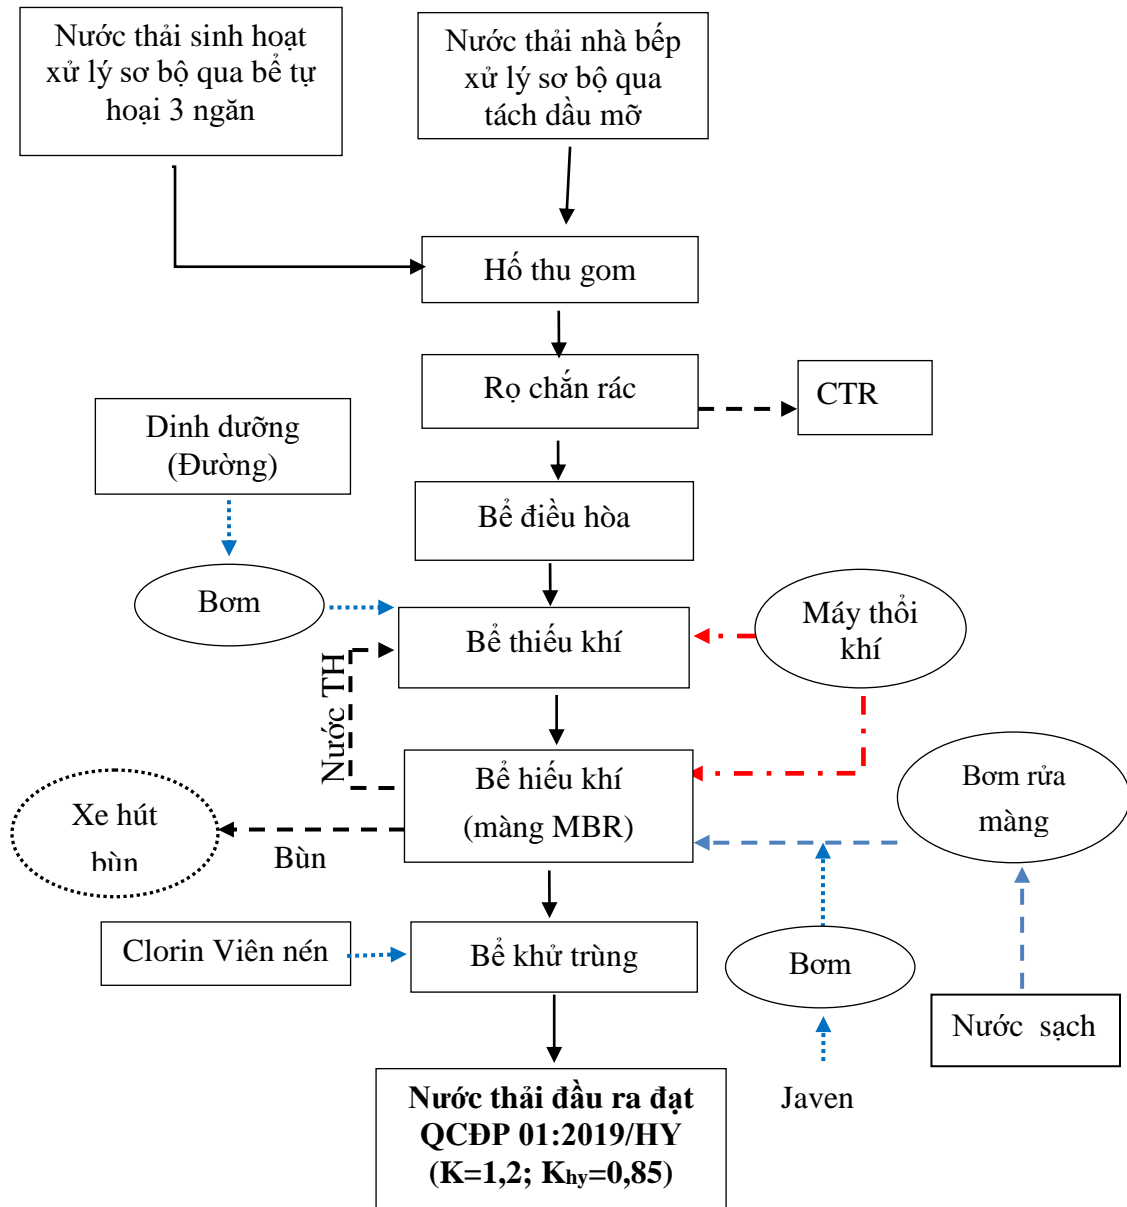 Nước thải sinh hoạt
xử lý sơ bộ qua bể tự
hoại 3 ngăn
Nước thải nhà bếp
xử lý sơ bộ qua
tách dầu mỡ
Hố thu gom
Rọ chắn rác
CTR
Dinh dưỡng
(Đường)
Bể điều hòa
Bơm
Bể thiếu khí
Máy thổi
khí
Nước TH
Bể hiếu khí
(màng MBR)
Bơm rửa
màng
Xe hút
bùn
Bùn
Clorin Viên nén
Bể khử trùng
Bơm
Nước sạch
Javen
Nước thải đầu ra đạt
QCĐP 01:2019/HY
(K=1,2; Khy=0,85)